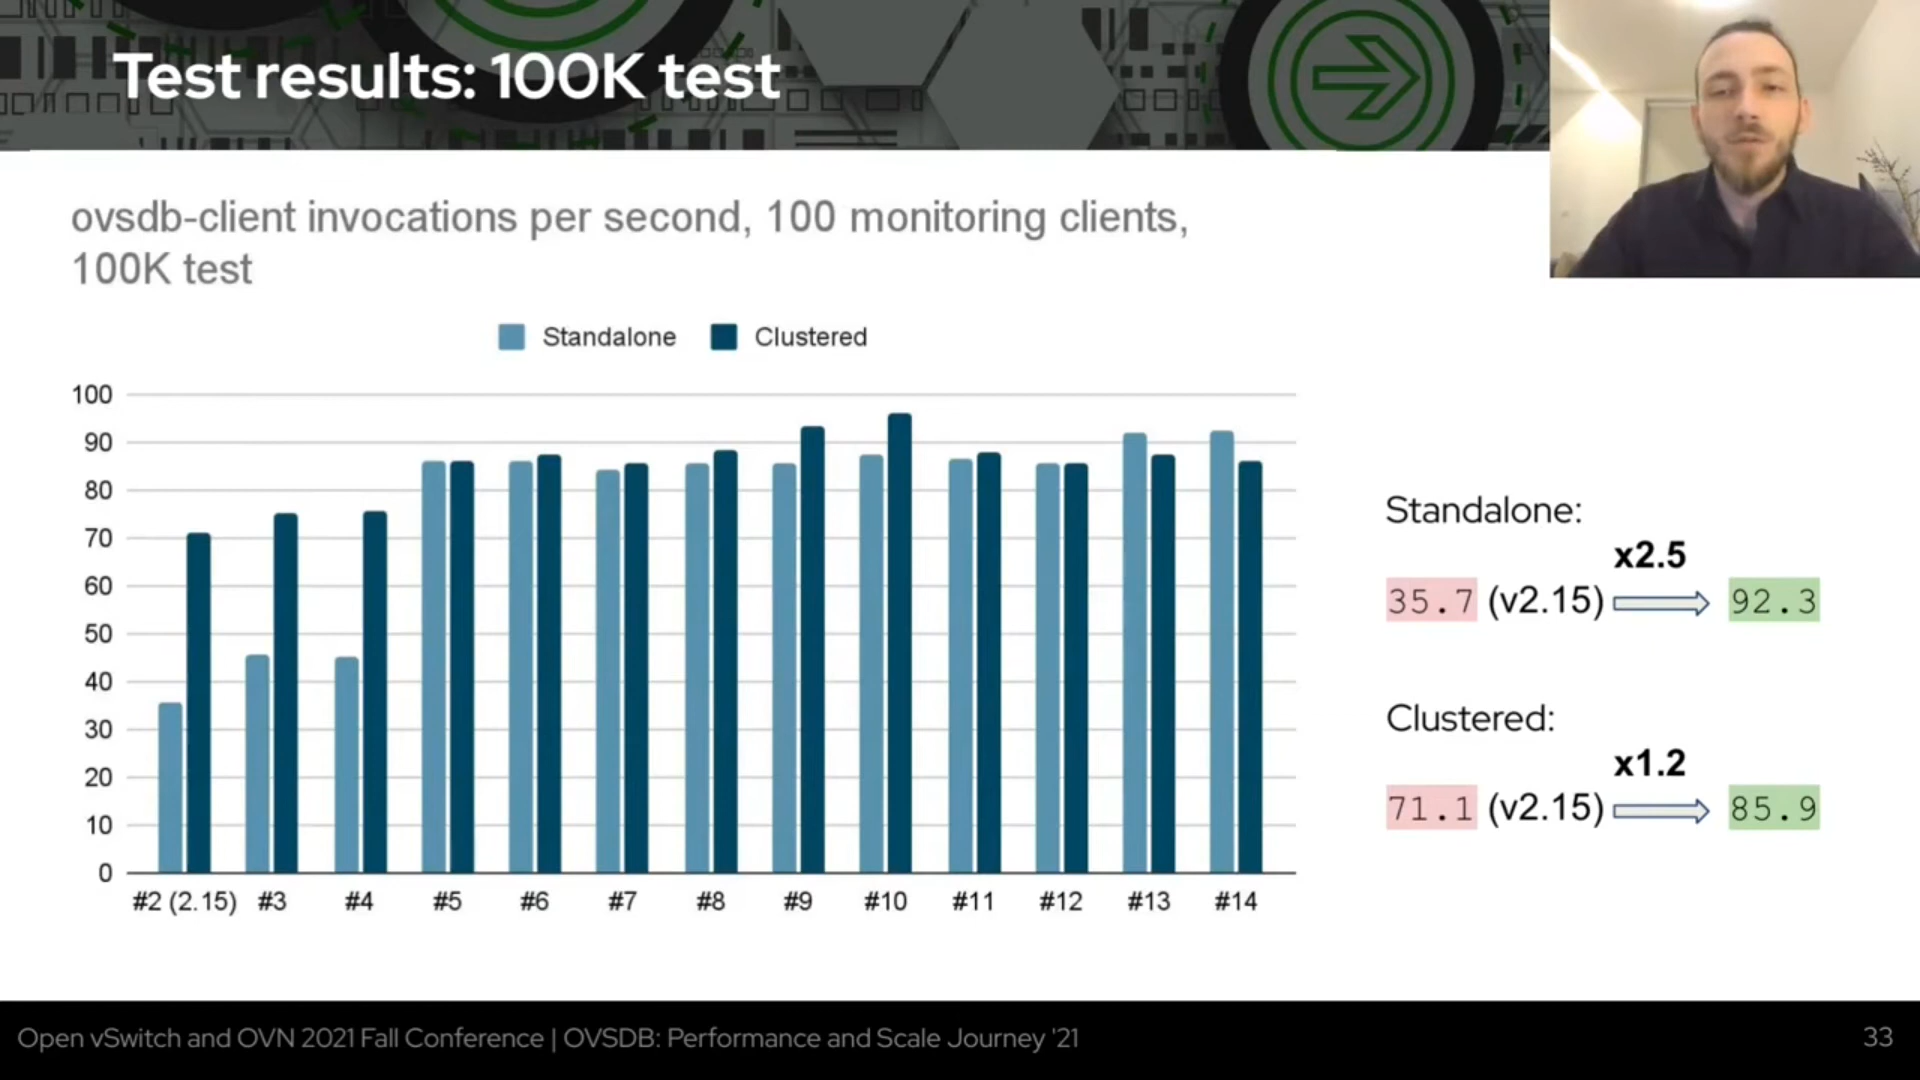 Test results: 100K test
ovsdb-client invocations per second, 100 monitoring clients,
100K test
Standalone Clustered
100
90
80
70
60
50
40
30
20
10
0
#2 (2.15) #3 #4 #5 #6 #7 #8 #9 #10 #11 #12 #13 #14
Standalone:
x2.5
35.7 (v2.15) 92.3
Clustered:
x1.2
71.1 (v2.15) 85.9
Open vSwitch and OVN 2021 Fall Conference | OVSDB: Performance and Scale Journey '21
33